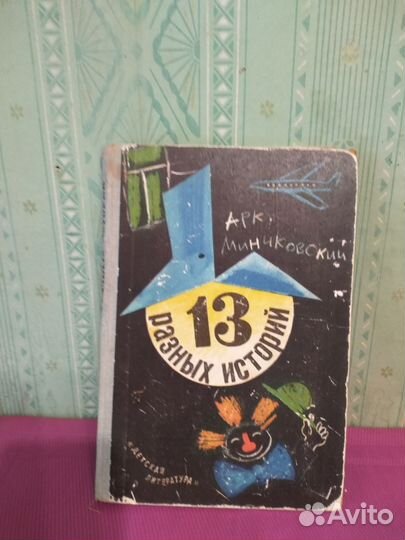 АРК.
МИНЧКОВСКИЙ
13
разных историй
«ДЕТСКАЯ
ЛИТЕРАТУРА»
Avito